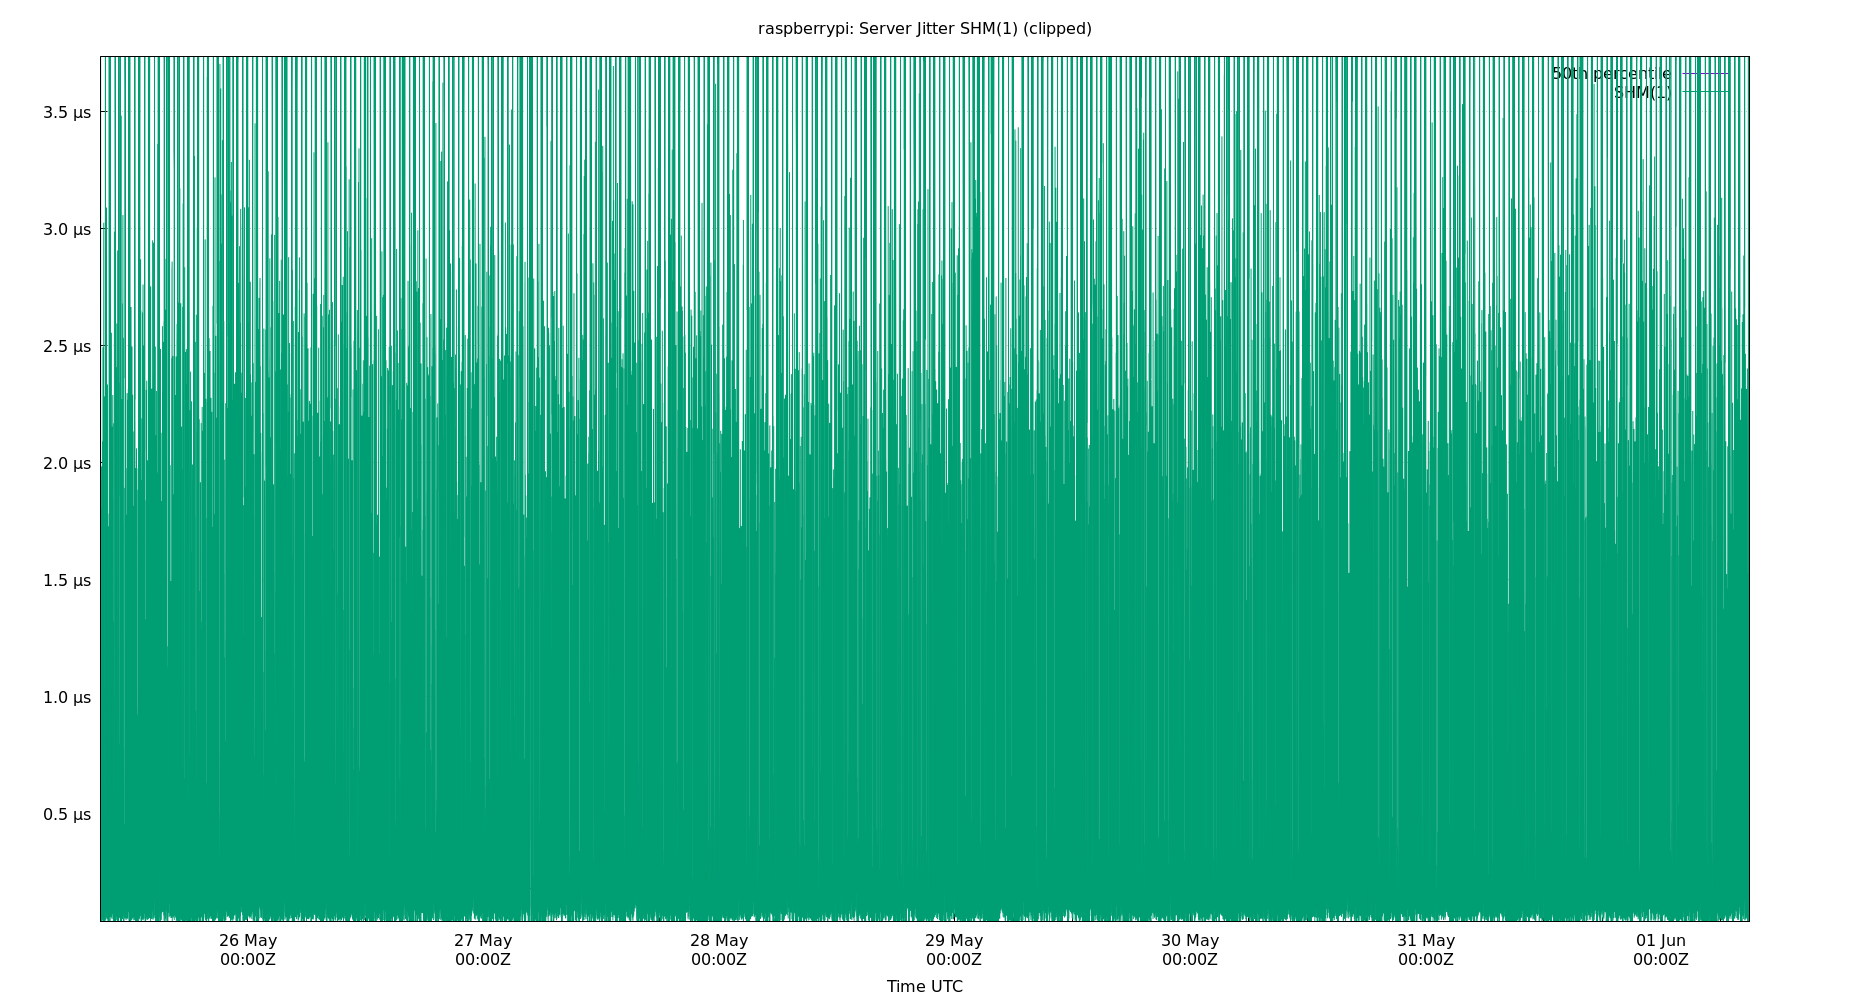 raspberrypi: Server Jitter SHM(1) (clipped)
50th percentile
SHM(1)
3.5 µs
3.0 µs
2.5 µs
2.0 µs
1.5 µs
1.0 µs
0.5 µs
26 May 27 May 28 May 29 May 30 May 31 May 01 Jun
00:00Z 00:00Z 00:00Z 00:00Z 00:00Z 00:00Z 00:00Z
Time UTC